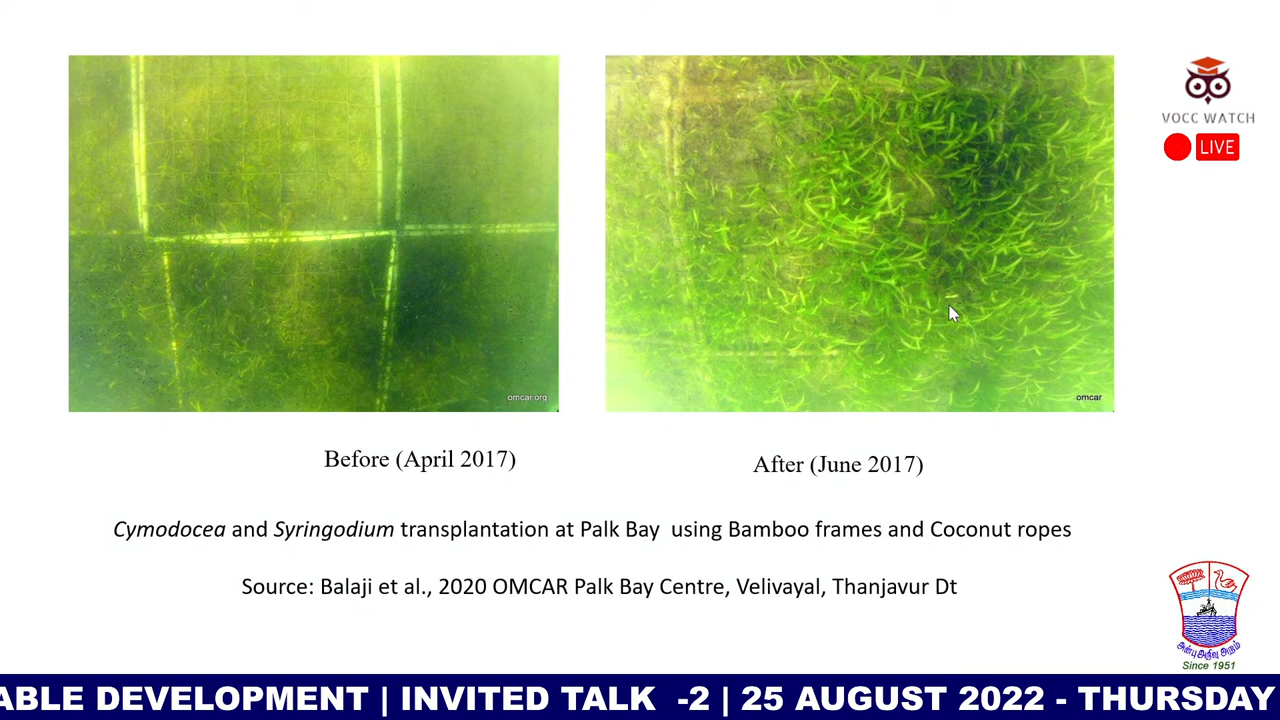 VOCC WATCH
LIVE
omcar.org
omcar
Before (April 2017)
After (June 2017)
Cymodocea and Syringodium transplantation at Palk Bay using Bamboo frames and Coconut ropes
Source: Balaji et al., 2020 OMCAR Palk Bay Centre, Velivayal, Thanjavur Dt
Since 1951
ABLE DEVELOPMENT | INVITED TALK -2 | 25 AUGUST 2022 - THURSDAY